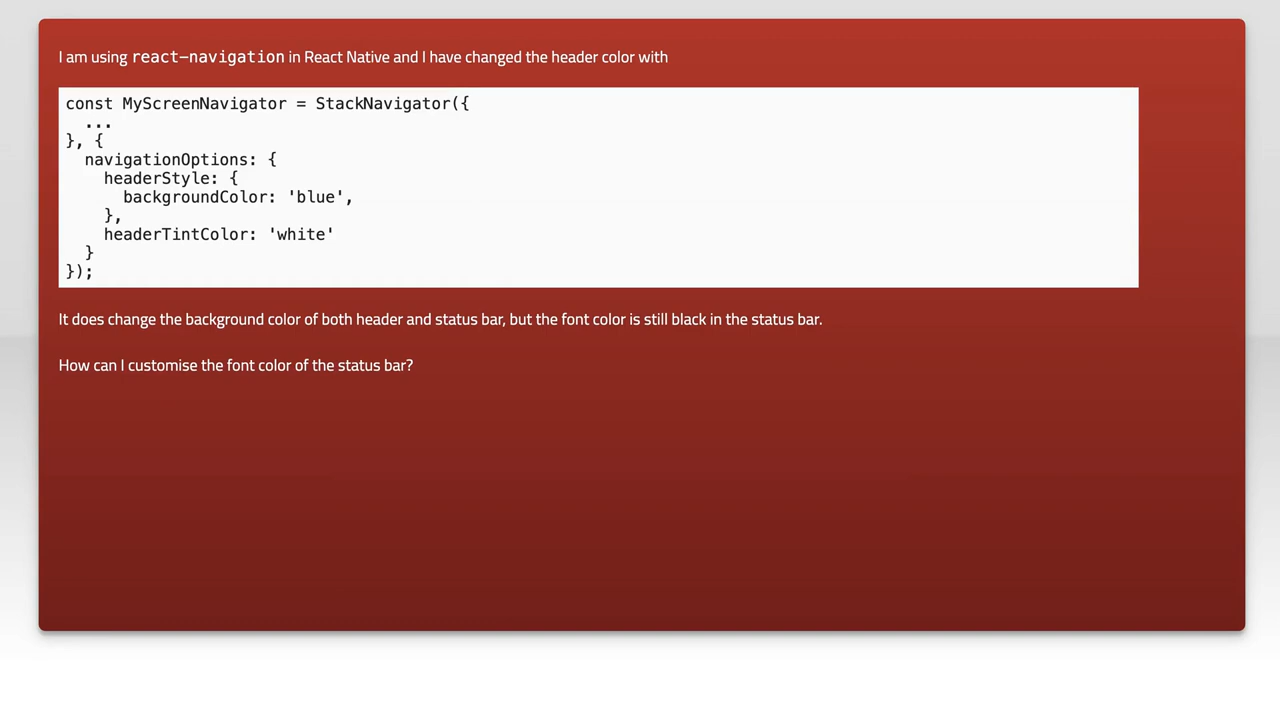 I am using react-navigation in React Native and I have changed the header color with
const MyScreenNavigator = StackNavigator({
  ...
}, {
  navigationOptions: {
    headerStyle: {
      backgroundColor: 'blue',
    },
    headerTintColor: 'white'
  }
});
It does change the background color of both header and status bar, but the font color is still black in the status bar.
How can I customise the font color of the status bar?